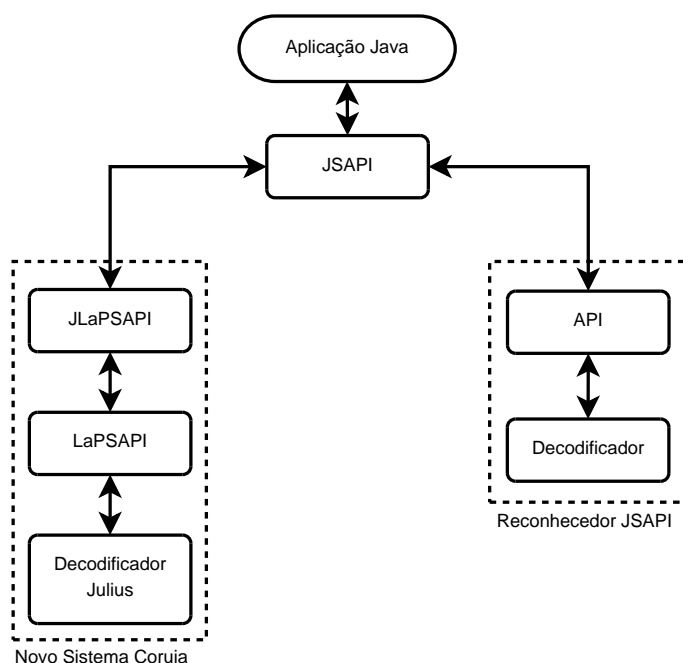 Aplicação Java
JSAPI
JLaPSAPI
LaPSAPI
Decodificador
Julius
Novo Sistema Coruja
API
Decodificador
Reconhecedor JSAPI